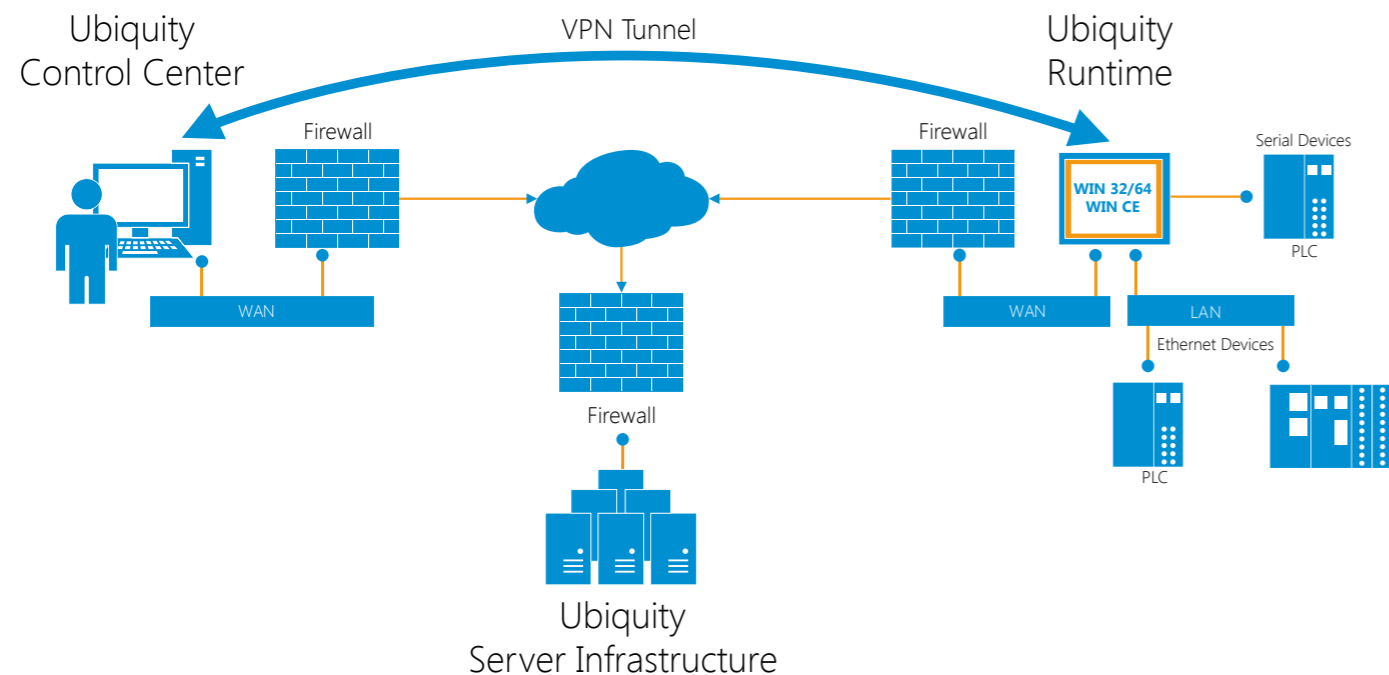 Ubiquity
Control Center
VPN Tunnel
Ubiquity
Runtime
Firewall
Firewall
Serial Devices
WIN 32/64
WIN CE
PLC
WAN
WAN
LAN
Ethernet Devices
Firewall
PLC
Ubiquity
Server Infrastructure